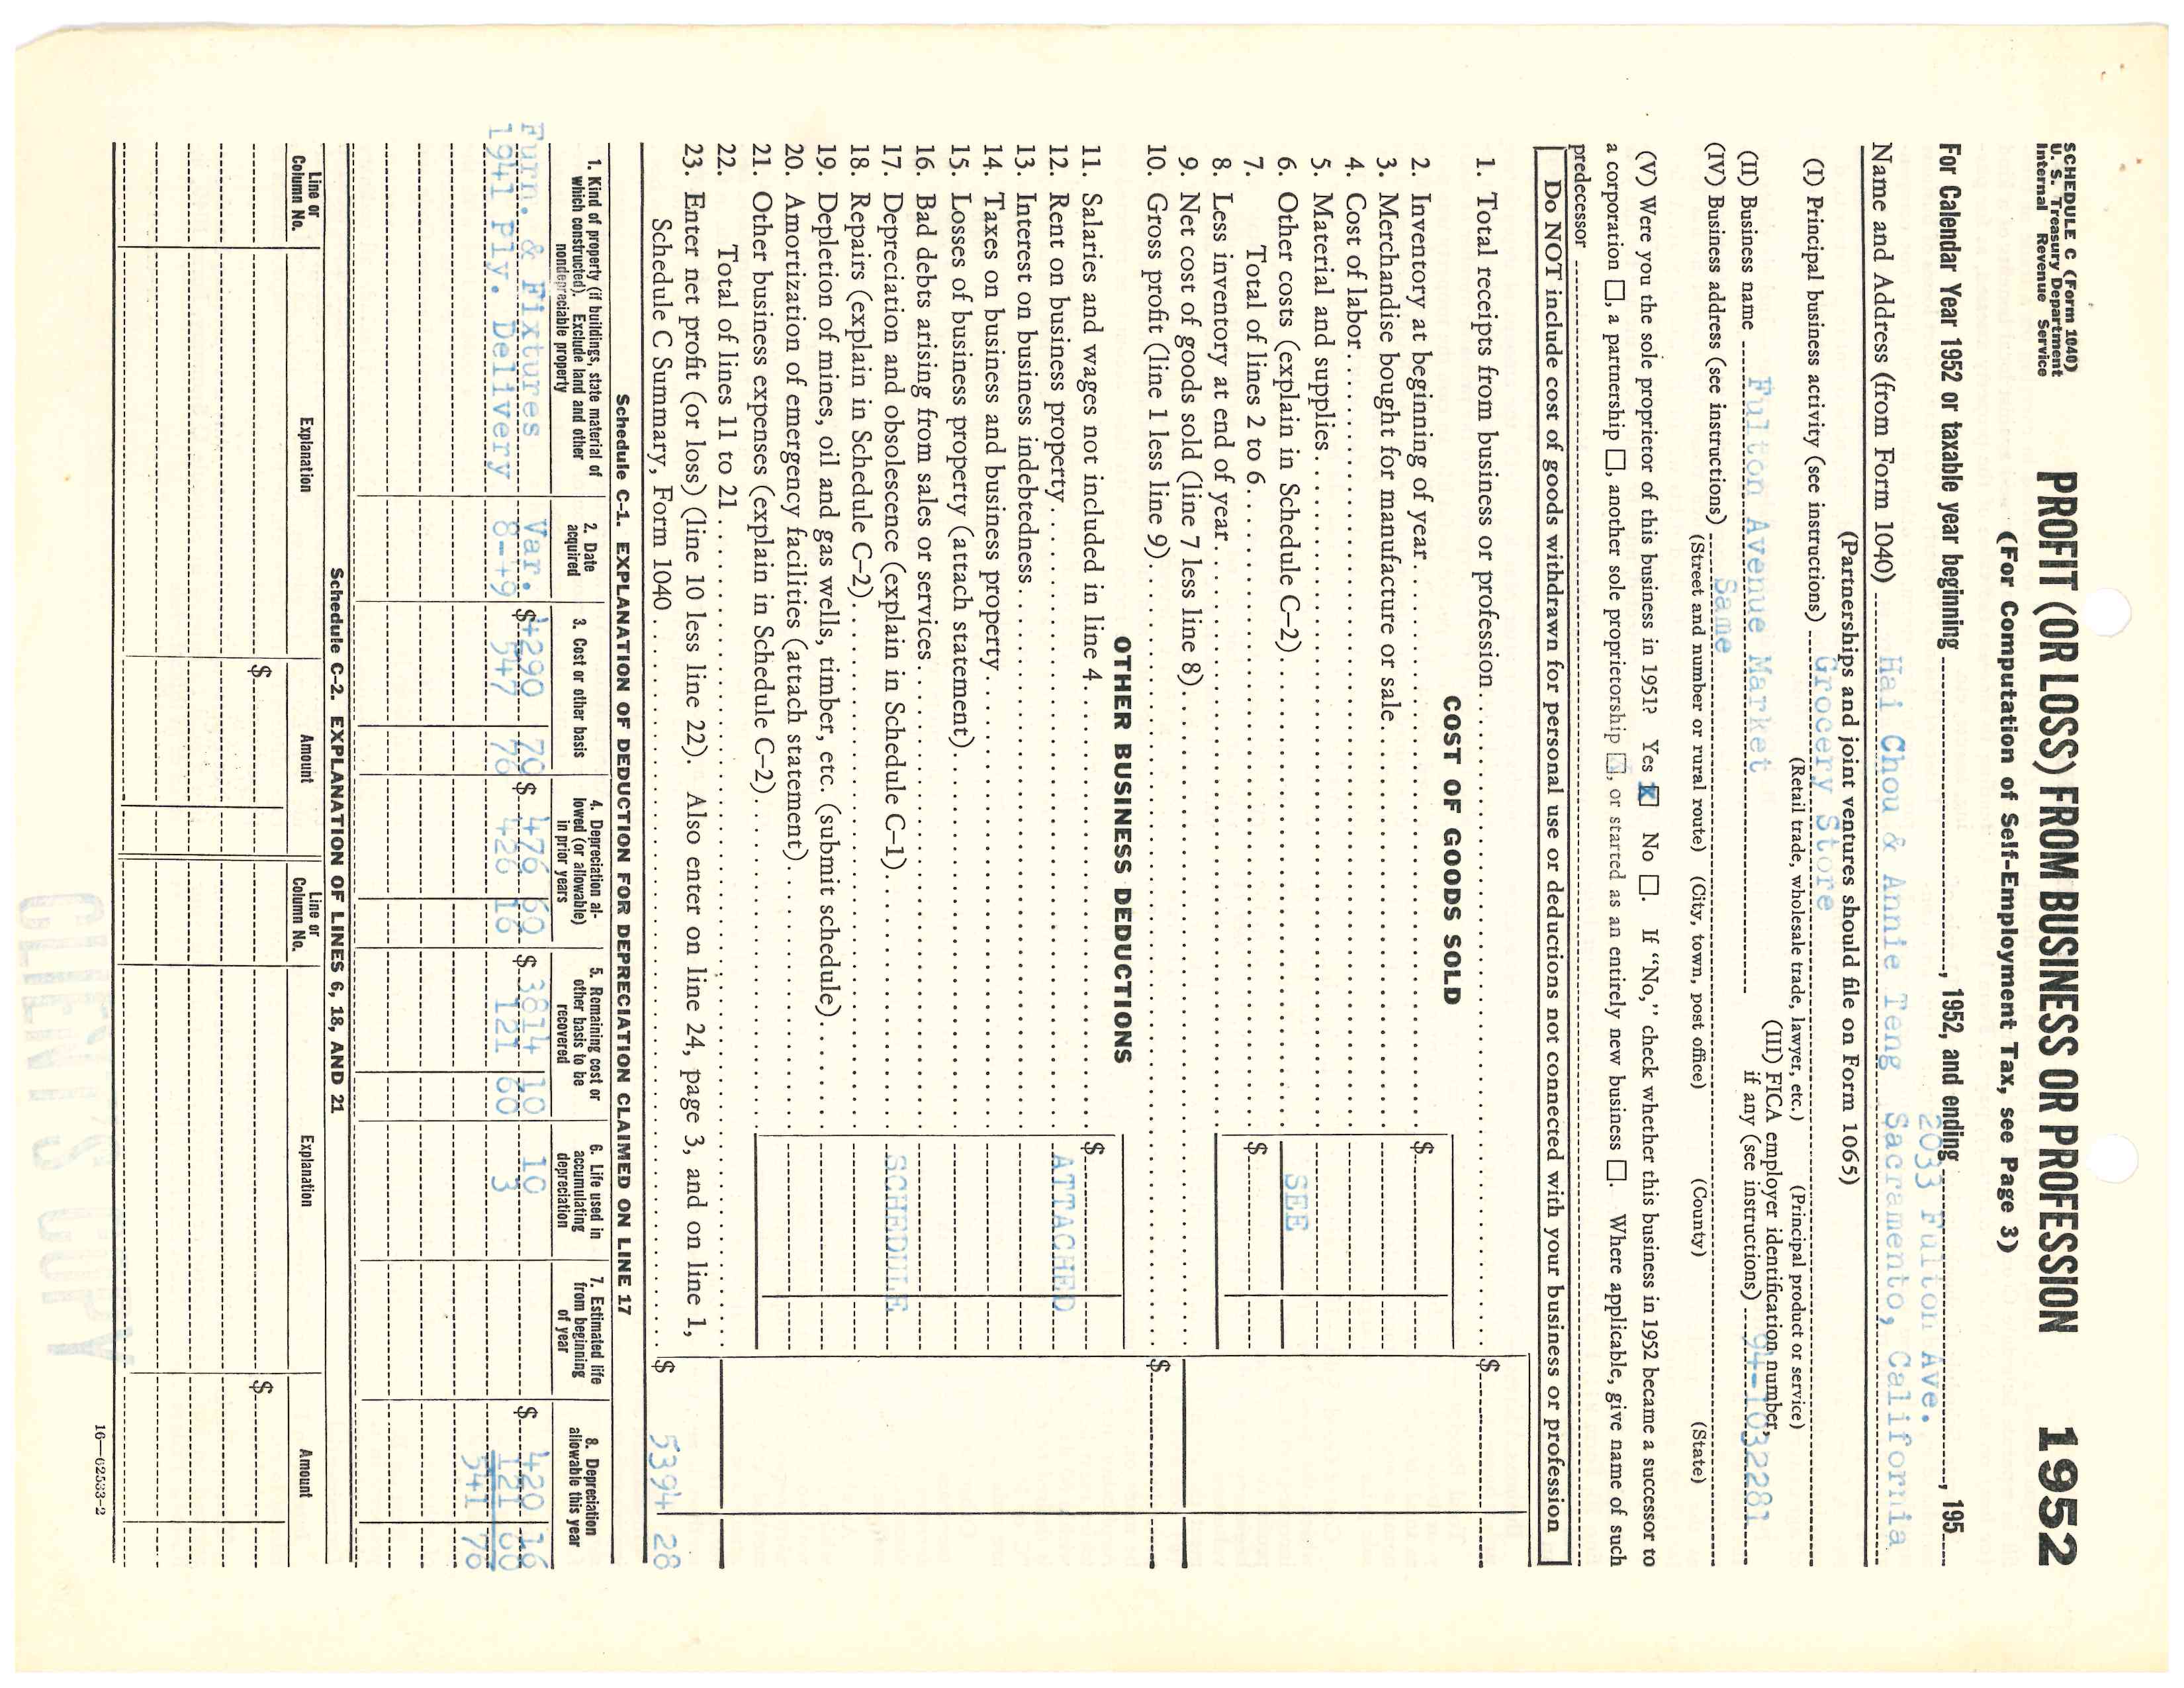 SCHEDULE C (Form 1040)
U. S. Treasury Department
Internal Revenue Service
PROFIT (OR LOSS) FROM BUSINESS OR PROFESSION
1952
(For Computation of Self-Employment Tax, see Page 3)
For Calendar Year 1952 or taxable year beginning , 1952, and ending , 195
2033 Fulton Ave.
Name and Address (from Form 1040) Hai Chou & Annie Teng Sacramento, California
(Partnerships and joint ventures should file on Form 1065)
(I) Principal business activity (see instructions) Grocery Store
(Retail trade, wholesale trade, lawyer, etc.) (Principal product or service)
(II) Business name Fulton Avenue Market
(III) FICA employer identification number,
if any (see instructions) 94-1032281
(IV) Business address (see instructions) Same
(Street and number or rural route) (City, town, post office) (County) (State)
(V) Were you the sole proprietor of this business in 1951? Yes X No . If "No," check whether this business in 1952 became a successor to
a corporation , a partnership , another sole proprietorship , or started as an entirely new business . Where applicable, give name of such
predecessor
Do NOT include cost of goods withdrawn for personal use or deductions not connected with your business or profession
1. Total receipts from business or profession $
COST OF GOODS SOLD
2. Inventory at beginning of year $
3. Merchandise bought for manufacture or sale
4. Cost of labor
5. Material and supplies
6. Other costs (explain in Schedule C-2) SEE
7. Total of lines 2 to 6 $
8. Less inventory at end of year
9. Net cost of goods sold (line 7 less line 8)
10. Gross profit (line 1 less line 9) $
OTHER BUSINESS DEDUCTIONS
11. Salaries and wages not included in line 4 $
12. Rent on business property ATTACHED
13. Interest on business indebtedness
14. Taxes on business and business property
15. Losses of business property (attach statement)
16. Bad debts arising from sales or services
17. Depreciation and obsolescence (explain in Schedule C-1) SCHEDULE
18. Repairs (explain in Schedule C-2)
19. Depletion of mines, oil and gas wells, timber, etc. (submit schedule)
20. Amortization of emergency facilities (attach statement)
21. Other business expenses (explain in Schedule C-2)
22. Total of lines 11 to 21
23. Enter net profit (or loss) (line 10 less line 22). Also enter on line 24, page 3, and on line 1,
Schedule C Summary, Form 1040 $ 5394 28
Schedule C-1. EXPLANATION OF DEDUCTION FOR DEPRECIATION CLAIMED ON LINE 17
1. Kind of property (if buildings, state material of which constructed). Exclude land and other nondepreciable property
2. Date acquired
3. Cost or other basis
4. Depreciation allowed (or allowable) in prior years
5. Remaining cost or other basis to be recovered
6. Life used in accumulating depreciation
7. Estimated life from beginning of year
8. Depreciation allowable this year
Furn. & Fixtures Var. $4290 70 $ 476 60 $ 3814 10 10 $ 420 16
1941 Ply. Delivery 8-49 547 76 426 16 121 60 3 121 60
541 76
Schedule C-2. EXPLANATION OF LINES 6, 18, AND 21
Line or Column No. Explanation Amount Line or Column No. Explanation Amount
$ $
16—62533-2
CLIENT'S COPY